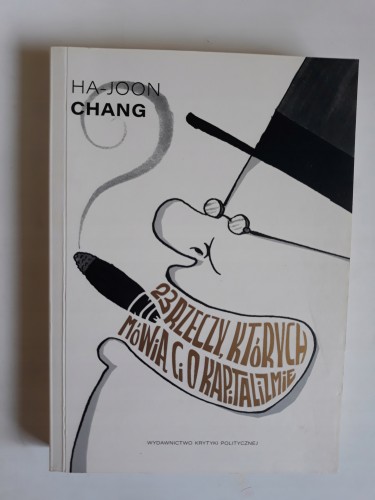 HA-JOON
CHANG
23 RZECZY, KTÓRYCH
NIE
MÓWIĄ CI O KAPITALIZMIE
WYDAWNICTWO KRYTYKI POLITYCZNEJ